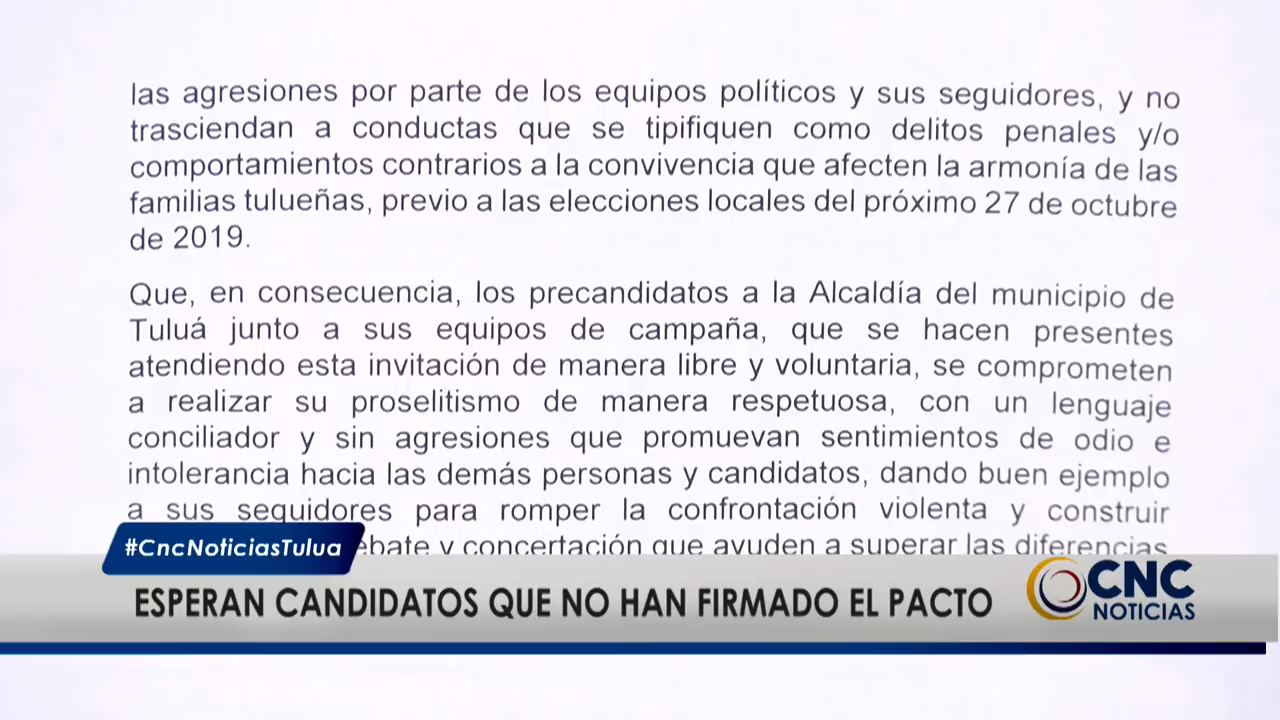 las agresiones por parte de los equipos políticos y sus seguidores, y no
trasciendan a conductas que se tipifiquen como delitos penales y/o
comportamientos contrarios a la convivencia que afecten la armonía de las
familias tulueñas, previo a las elecciones locales del próximo 27 de octubre
de 2019.
Que, en consecuencia, los precandidatos a la Alcaldía del municipio de
Tuluá junto a sus equipos de campaña, que se hacen presentes
atendiendo esta invitación de manera libre y voluntaria, se comprometen
a realizar su proselitismo de manera respetuosa, con un lenguaje
conciliador y sin agresiones que promuevan sentimientos de odio e
intolerancia hacia las demás personas y candidatos, dando buen ejemplo
a sus seguidores para romper la confrontación violenta y construir
y concertación que ayuden a superar las diferencias
#CncNoticiasTulua
ESPERAN CANDIDATOS QUE NO HAN FIRMADO EL PACTO
CNC
NOTICIAS